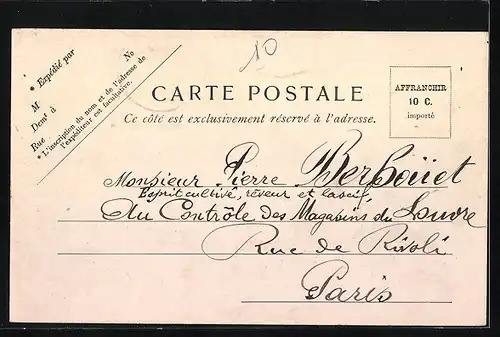 * Expédié par
No
M
Demt à
Rue
* L'inscription du nom et de l'adresse de
l'expéditeur est facultative.
10
CARTE POSTALE
Ce côté est exclusivement réservé à l'adresse.
AFFRANCHIR
10 C.
importé
Monsieur Pierre Berboüet
Esprit cultivé, rêveur et lascif,
Au Contrôle des Magasins du Louvre
Rue de Rivoli
Paris